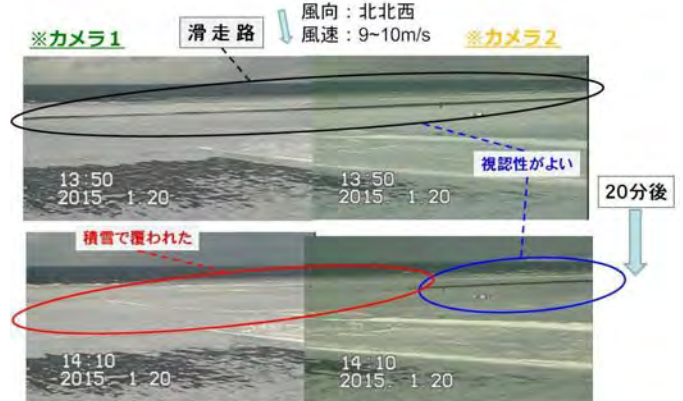 風向：北北西
風速：9~10m/s
※カメラ1
滑走路
※カメラ2
視認性がよい
13:50
2015. 1.20
13:50
2015. 1.20
20分後
積雪で覆われた
14:10
2015. 1 20
14:10
2015. 1 20